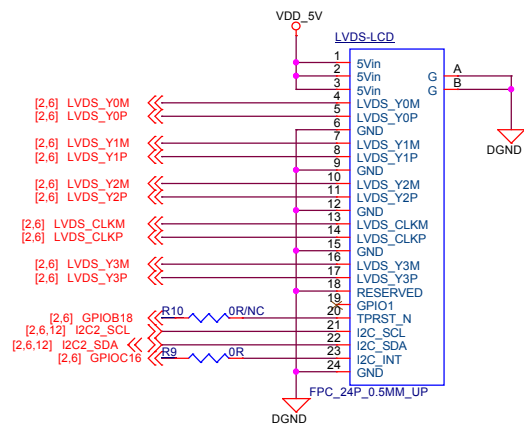 VDD_5V
LVDS-LCD
1 5Vin
2 5Vin G A
3 5Vin G B
[2,6] LVDS_Y0M 4 LVDS_Y0M
[2,6] LVDS_Y0P 5 LVDS_Y0P
6 GND
[2,6] LVDS_Y1M 7 LVDS_Y1M
DGND
[2,6] LVDS_Y1P 8 LVDS_Y1P
9 GND
[2,6] LVDS_Y2M 10 LVDS_Y2M
[2,6] LVDS_Y2P 11 LVDS_Y2P
12 GND
[2,6] LVDS_CLKM 13 LVDS_CLKM
[2,6] LVDS_CLKP 14 LVDS_CLKP
15 GND
[2,6] LVDS_Y3M 16 LVDS_Y3M
[2,6] LVDS_Y3P 17 LVDS_Y3P
18 RESERVED
19 GPIO1
[2,6] GPIOB18 R10 0R/NC 20 TPRST_N
[2,6,12] I2C2_SCL 21 I2C_SCL
[2,6,12] I2C2_SDA 22 I2C_SDA
[2,6] GPIOC16 R9 0R 23 I2C_INT
24 GND
FPC_24P_0.5MM_UP
DGND